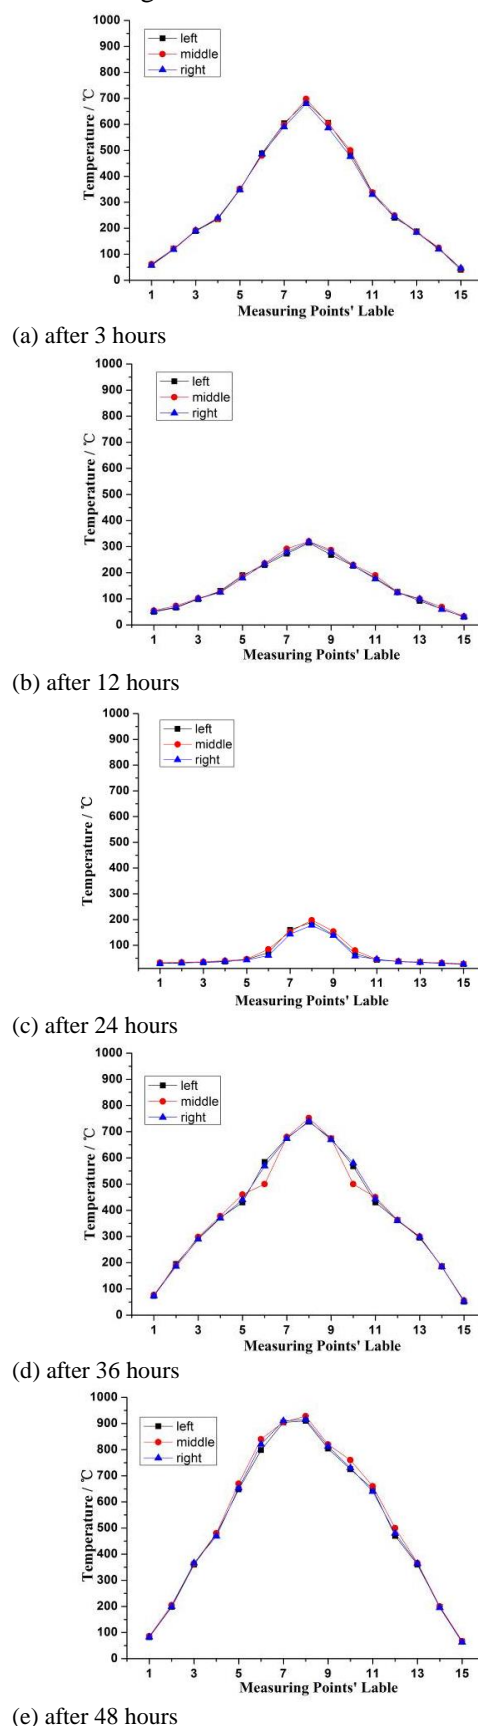 1000
900
800
700
600
500
400
300
200
100
0
Temperature / ℃
left
middle
right
1 3 5 7 9 11 13 15
Measuring Points' Lable
(a) after 3 hours
1000
900
800
700
600
500
400
300
200
100
0
Temperature / ℃
left
middle
right
1 3 5 7 9 11 13 15
Measuring Points' Lable
(b) after 12 hours
1000
900
800
700
600
500
400
300
200
100
Temperature / ℃
left
middle
right
1 3 5 7 9 11 13 15
Measuring Points' Lable
(c) after 24 hours
1000
900
800
700
600
500
400
300
200
100
0
Temperature / ℃
left
middle
right
1 3 5 7 9 11 13 15
Measuring Points' Lable
(d) after 36 hours
1000
900
800
700
600
500
400
300
200
100
0
Temperature / ℃
left
middle
right
1 3 5 7 9 11 13 15
Measuring Points' Lable
(e) after 48 hours